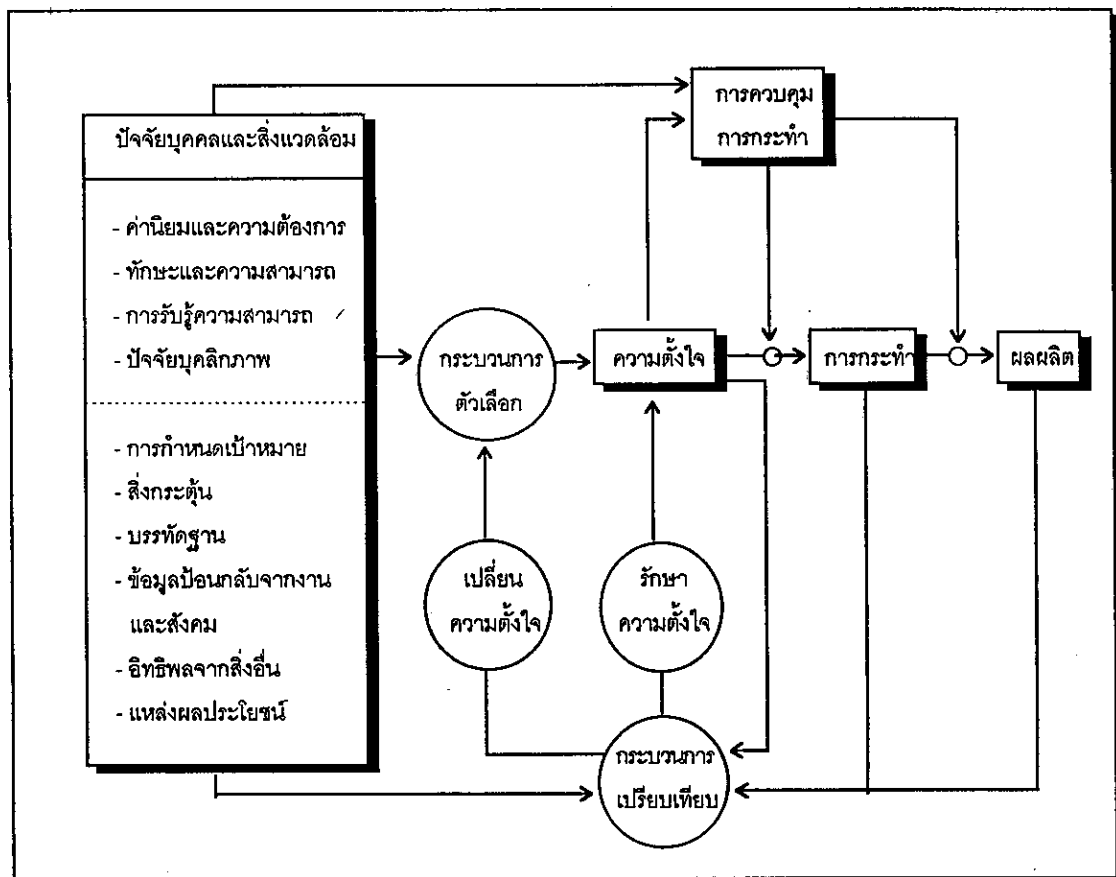 การควบคุม
การกระทำ
ปัจจัยบุคคลและสิ่งแวดล้อม
- ค่านิยมและความต้องการ
- ทักษะและความสามารถ
- การรับรู้ความสามารถ
- ปัจจัยบุคลิกภาพ
- การกำหนดเป้าหมาย
- สิ่งกระตุ้น
- บรรทัดฐาน
- ข้อมูลป้อนกลับจากงาน
และสังคม
- อิทธิพลจากสิ่งอื่น
- แหล่งผลประโยชน์
กระบวนการ
ตัวเลือก
ความตั้งใจ
การกระทำ
ผลผลิต
เปลี่ยน
ความตั้งใจ
รักษา
ความตั้งใจ
กระบวนการ
เปรียบเทียบ